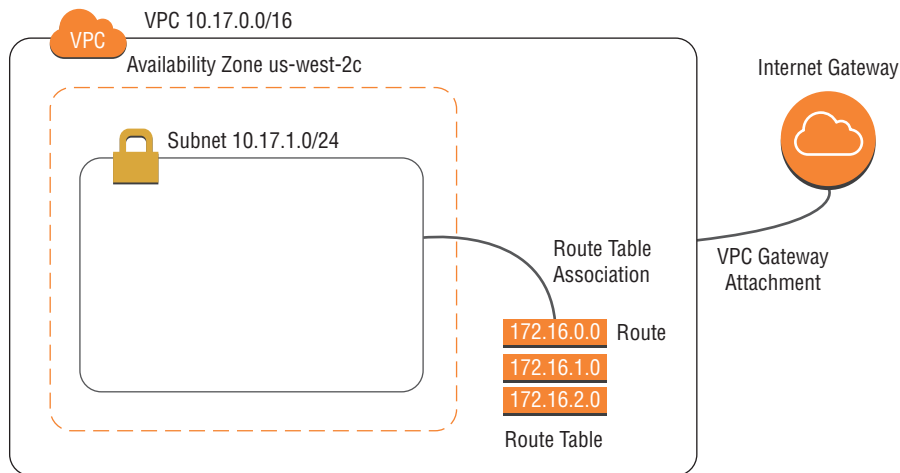 VPC 10.17.0.0/16
VPC
Availability Zone us-west-2c
Internet Gateway
Subnet 10.17.1.0/24
Route Table
Association
VPC Gateway
Attachment
172.16.0.0 Route
172.16.1.0
172.16.2.0
Route Table